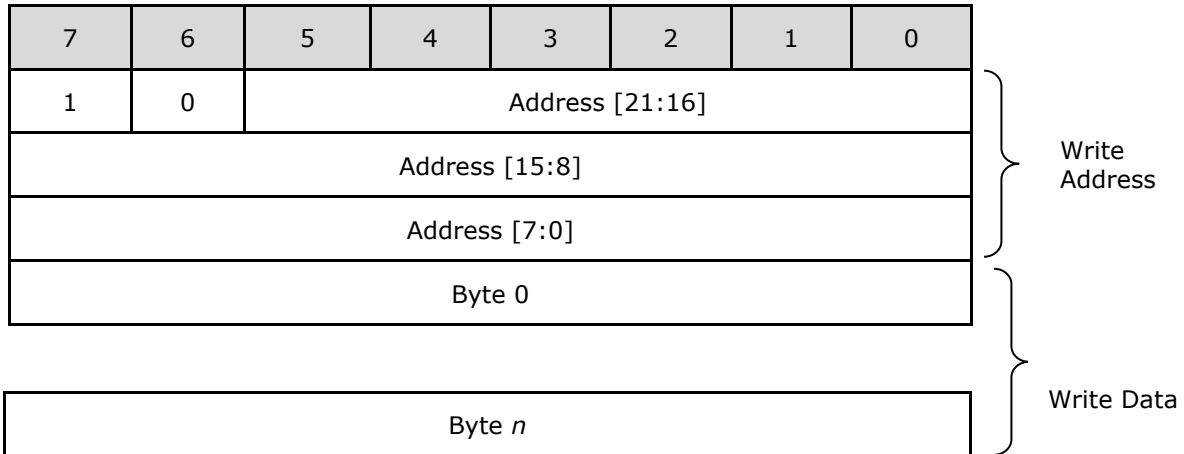 7 6 5 4 3 2 1 0
1 0 Address [21:16]
Address [15:8]
Write
Address
Address [7:0]
Byte 0
Write Data
Byte n